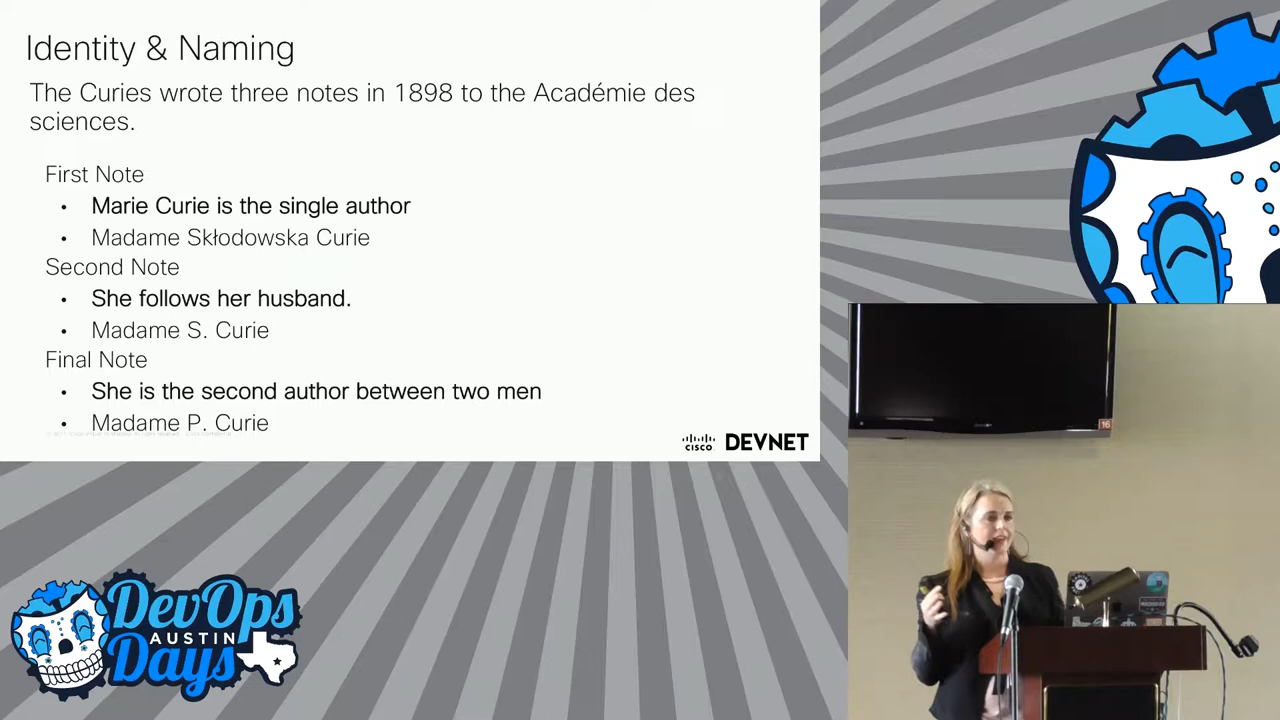 Identity & Naming
The Curies wrote three notes in 1898 to the Académie des
sciences.
First Note
• Marie Curie is the single author
• Madame Skłodowska Curie
Second Note
• She follows her husband.
• Madame S. Curie
Final Note
• She is the second author between two men
• Madame P. Curie
CISCO DEVNET
16
DevOps
AUSTIN
Days